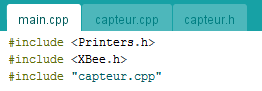 main.cpp capteur.cpp capteur.h
#include <Printers.h>
#include <XBee.h>
#include "capteur.cpp"